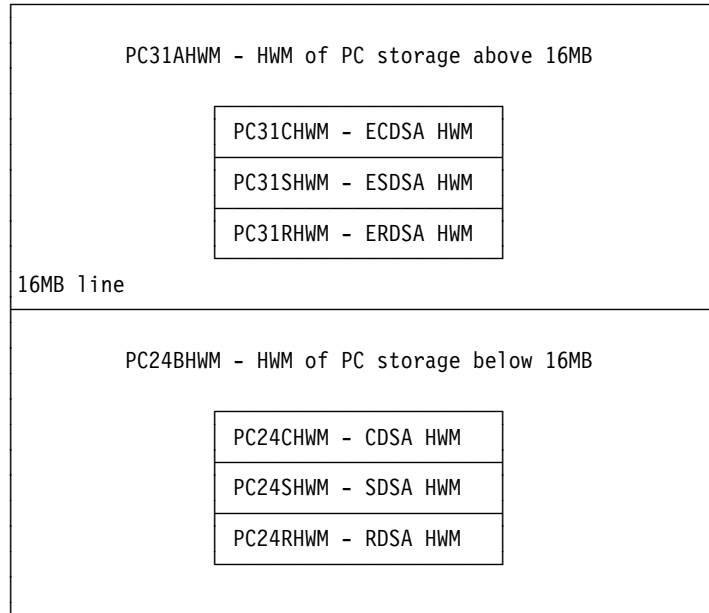 PC31AHWM - HWM of PC storage above 16MB
PC31CHWM - ECDSA HWM
PC31SHWM - ESDSA HWM
PC31RHWM - ERDSA HWM
16MB line
PC24BHWM - HWM of PC storage below 16MB
PC24CHWM - CDSA HWM
PC24SHWM - SDSA HWM
PC24RHWM - RDSA HWM